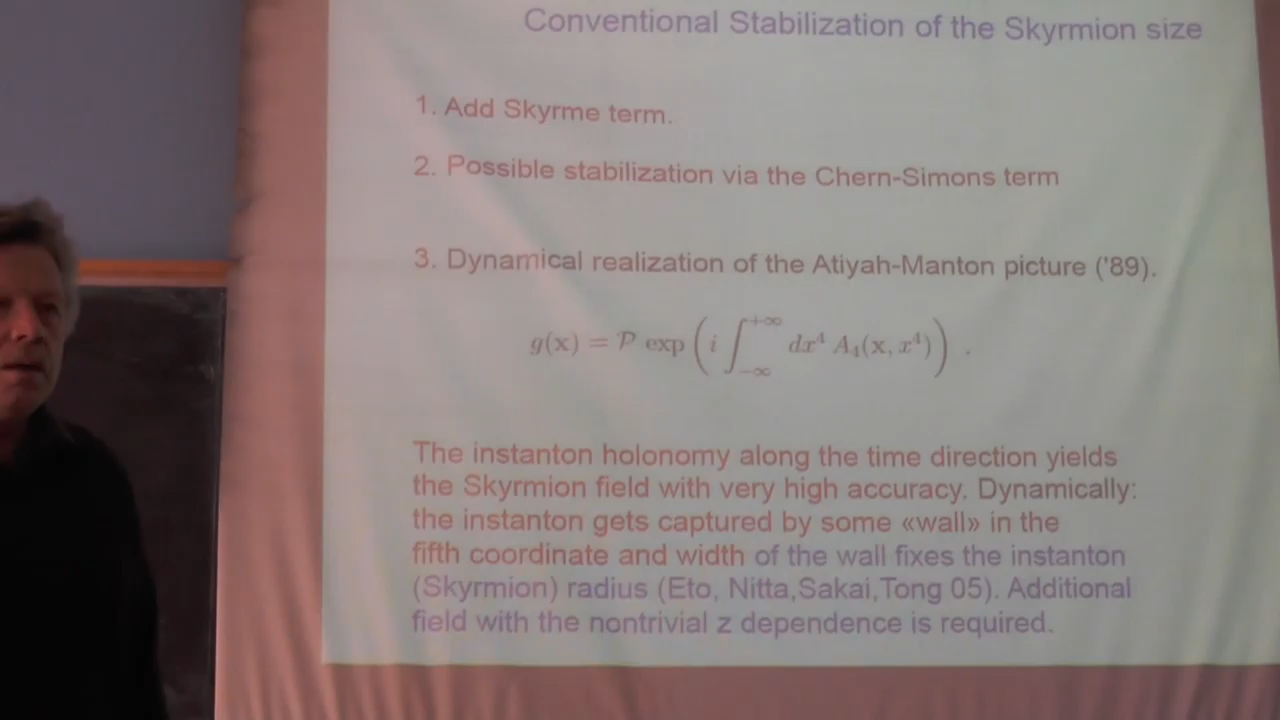 Conventional Stabilization of the Skyrmion size
1. Add Skyrme term.
2. Possible stabilization via the Chern-Simons term
3. Dynamical realization of the Atiyah-Manton picture ('89).
g(x) = P exp ( i ∫_{-∞}^{+∞} dx⁴ A₄(x, x⁴) ) .
The instanton holonomy along the time direction yields
the Skyrmion field with very high accuracy. Dynamically:
the instanton gets captured by some «wall» in the
fifth coordinate and width of the wall fixes the instanton
(Skyrmion) radius (Eto, Nitta,Sakai,Tong 05). Additional
field with the nontrivial z dependence is required.